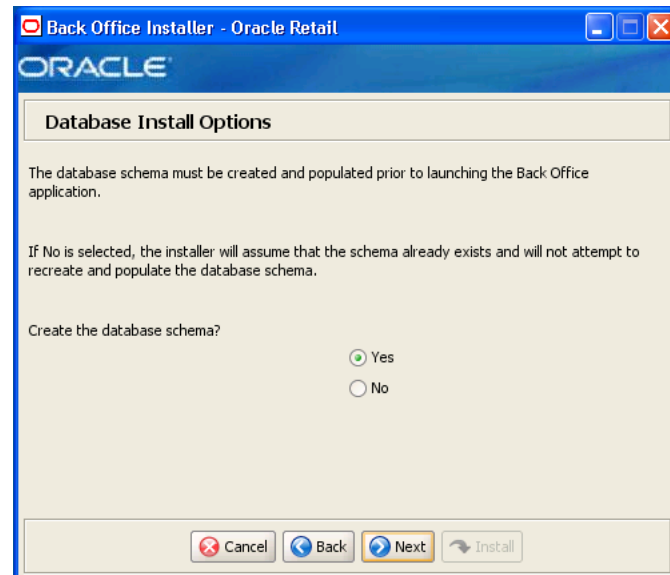 Back Office Installer - Oracle Retail
ORACLE
Database Install Options
The database schema must be created and populated prior to launching the Back Office
application.
If No is selected, the installer will assume that the schema already exists and will not attempt to
recreate and populate the database schema.
Create the database schema?
Yes
No
Cancel Back Next Install